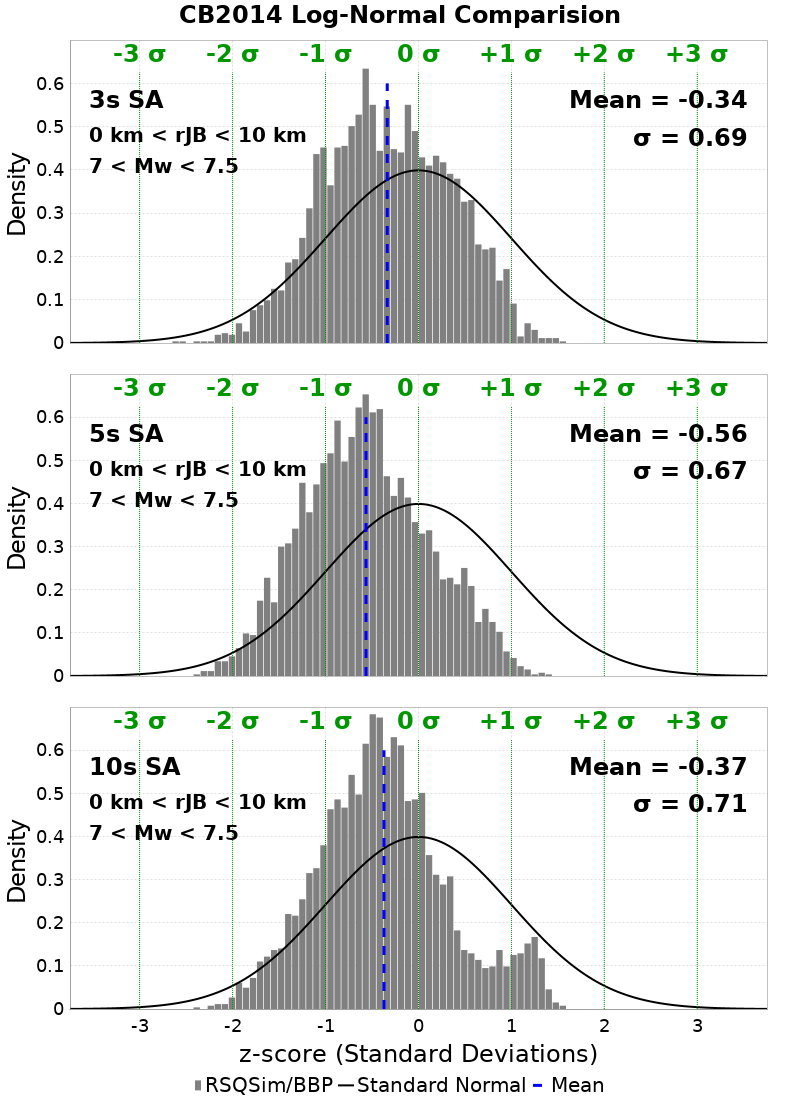 CB2014 Log-Normal Comparision
-3 σ -2 σ -1 σ 0 σ +1 σ +2 σ +3 σ
3s SA
0 km < rJB < 10 km
7 < Mw < 7.5
Mean = -0.34
σ = 0.69
0.6
0.5
0.4
0.3
0.2
0.1
0
Density
-3 σ -2 σ -1 σ 0 σ +1 σ +2 σ +3 σ
5s SA
0 km < rJB < 10 km
7 < Mw < 7.5
Mean = -0.56
σ = 0.67
0.6
0.5
0.4
0.3
0.2
0.1
0
Density
-3 σ -2 σ -1 σ 0 σ +1 σ +2 σ +3 σ
10s SA
0 km < rJB < 10 km
7 < Mw < 7.5
Mean = -0.37
σ = 0.71
0.6
0.5
0.4
0.3
0.2
0.1
0
Density
-3 -2 -1 0 1 2 3
z-score (Standard Deviations)
RSQSim/BBP Standard Normal Mean